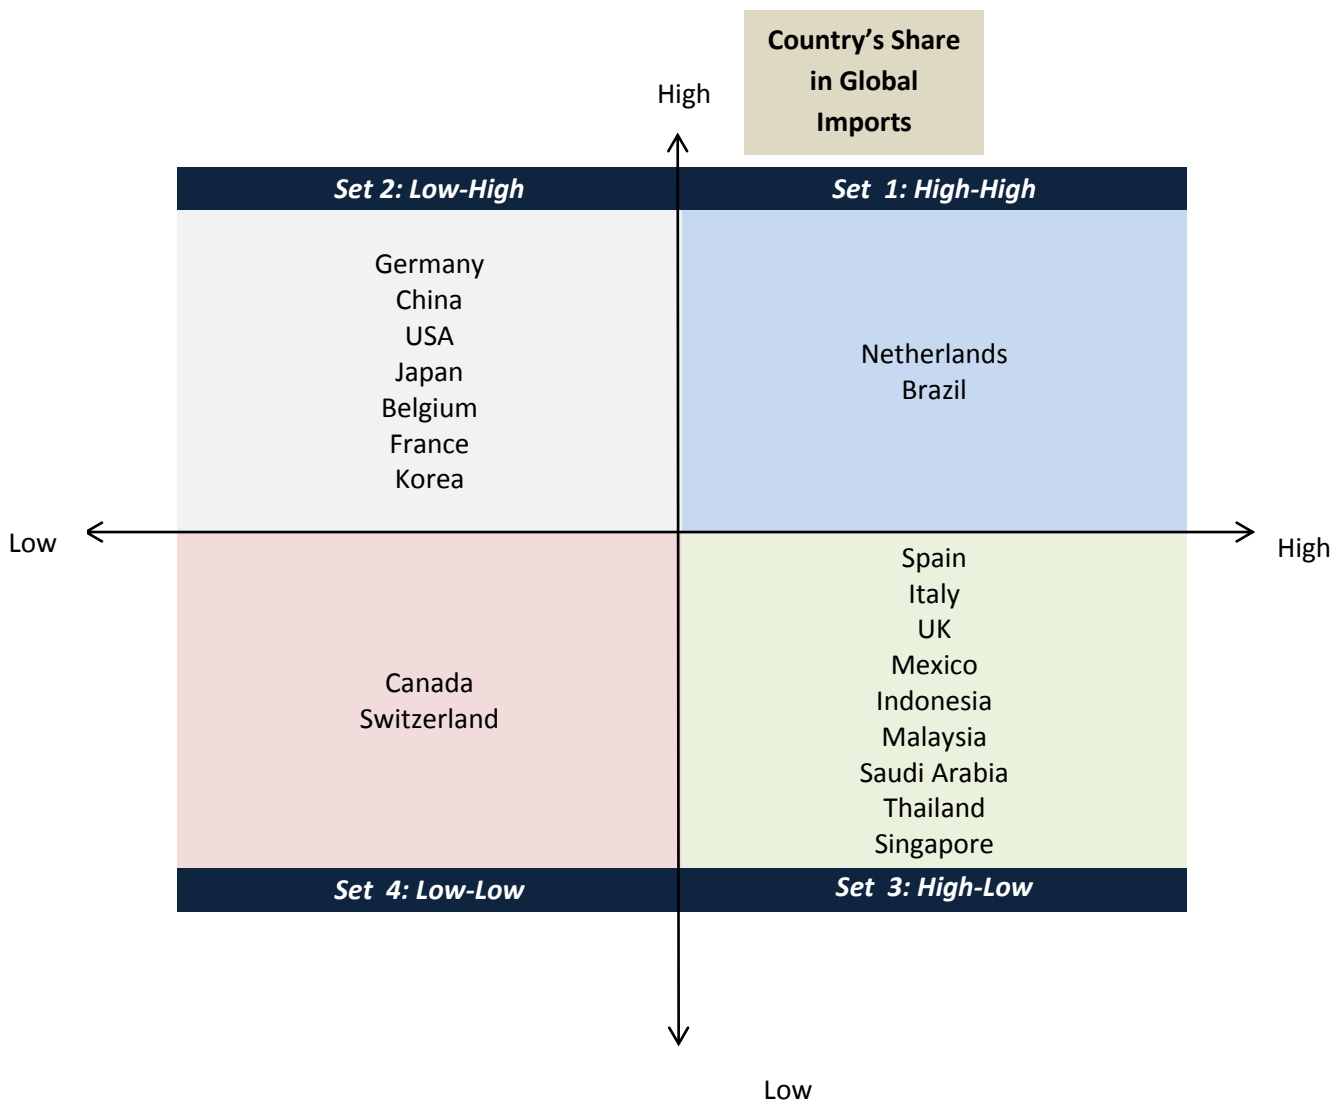 Country’s Share
in Global
Imports
High
Set 2: Low-High
Set 1: High-High
Germany
China
USA
Japan
Belgium
France
Korea
Netherlands
Brazil
Low
High
Canada
Switzerland
Spain
Italy
UK
Mexico
Indonesia
Malaysia
Saudi Arabia
Thailand
Singapore
Set 4: Low-Low
Set 3: High-Low
Low